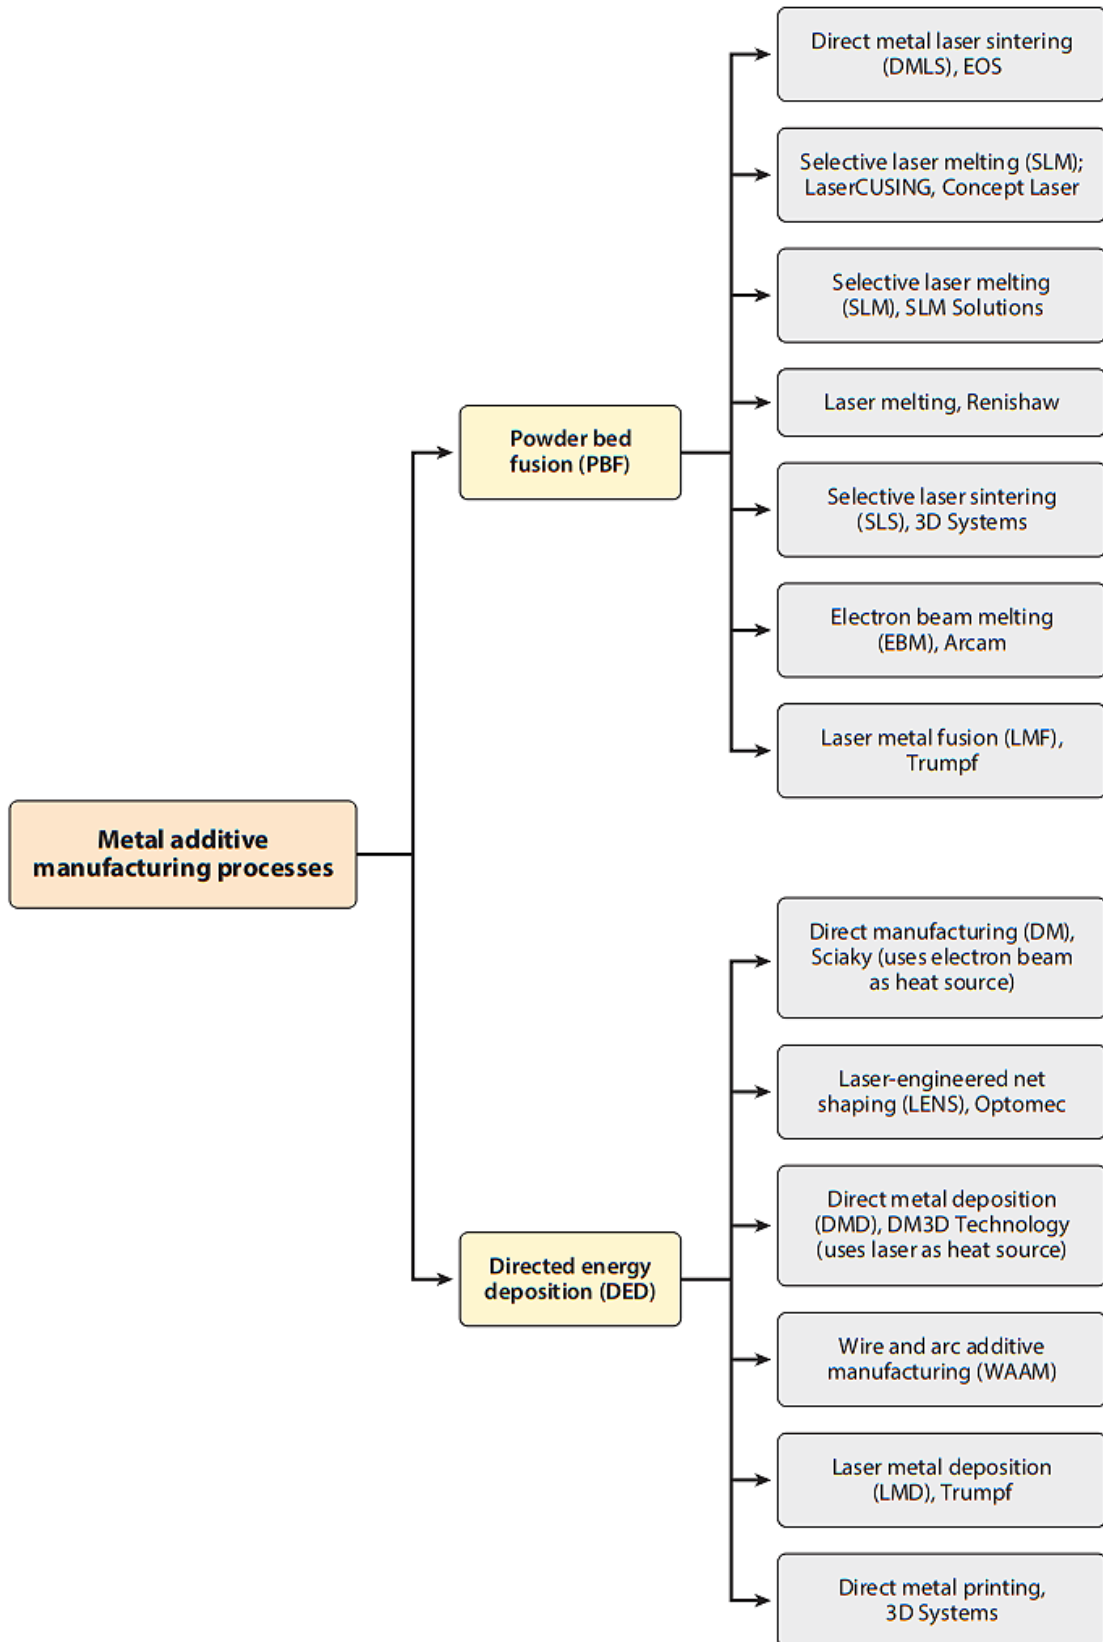 Direct metal laser sintering
(DMLS), EOS
Selective laser melting (SLM);
LaserCUSING, Concept Laser
Selective laser melting
(SLM), SLM Solutions
Laser melting, Renishaw
Powder bed
fusion (PBF)
Selective laser sintering
(SLS), 3D Systems
Electron beam melting
(EBM), Arcam
Laser metal fusion (LMF),
Trumpf
Metal additive
manufacturing processes
Direct manufacturing (DM),
Sciaky (uses electron beam
as heat source)
Laser-engineered net
shaping (LENS), Optomec
Direct metal deposition
(DMD), DM3D Technology
(uses laser as heat source)
Directed energy
deposition (DED)
Wire and arc additive
manufacturing (WAAM)
Laser metal deposition
(LMD), Trumpf
Direct metal printing,
3D Systems